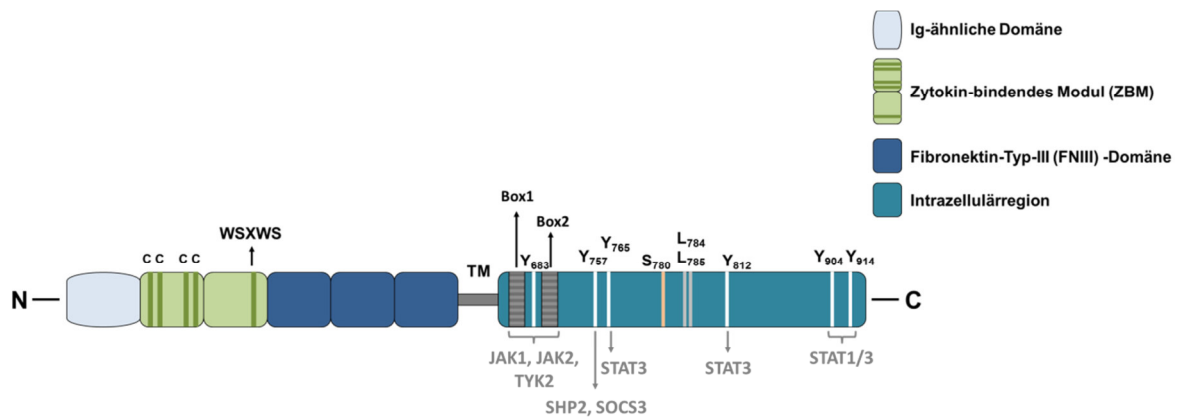 Ig-ähnliche Domäne
Zytokin-bindendes Modul (ZBM)
Fibronektin-Typ-III (FNIII) -Domäne
Intrazellulärregion
Box1
Box2
WSXWS
C C C C
TM
Y683
Y757
Y765
S780
L784
L785
Y812
Y904 Y914
N
C
JAK1, JAK2,
TYK2
SHP2, SOCS3
STAT3
STAT3
STAT1/3